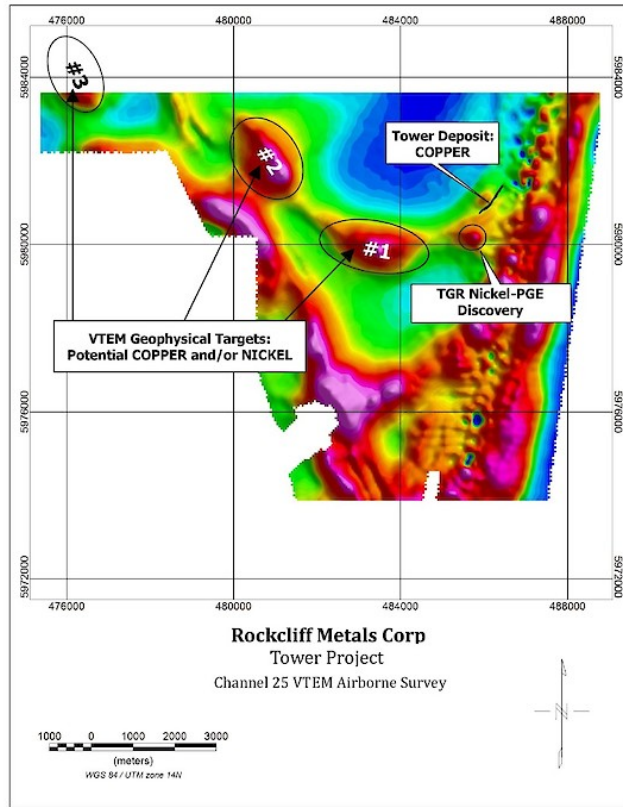 476000 480000 484000 488000
5984000 5984000
#3
Tower Deposit:
COPPER
#2
5980000 #1 5980000
TGR Nickel-PGE
Discovery
VTEM Geophysical Targets:
Potential COPPER and/or NICKEL
5976000 5976000
5972000 5972000
476000 480000 484000 488000
Rockcliff Metals Corp
Tower Project
Channel 25 VTEM Airborne Survey
N
1000 0 1000 2000 3000
(meters)
WGS 84 / UTM zone 14N